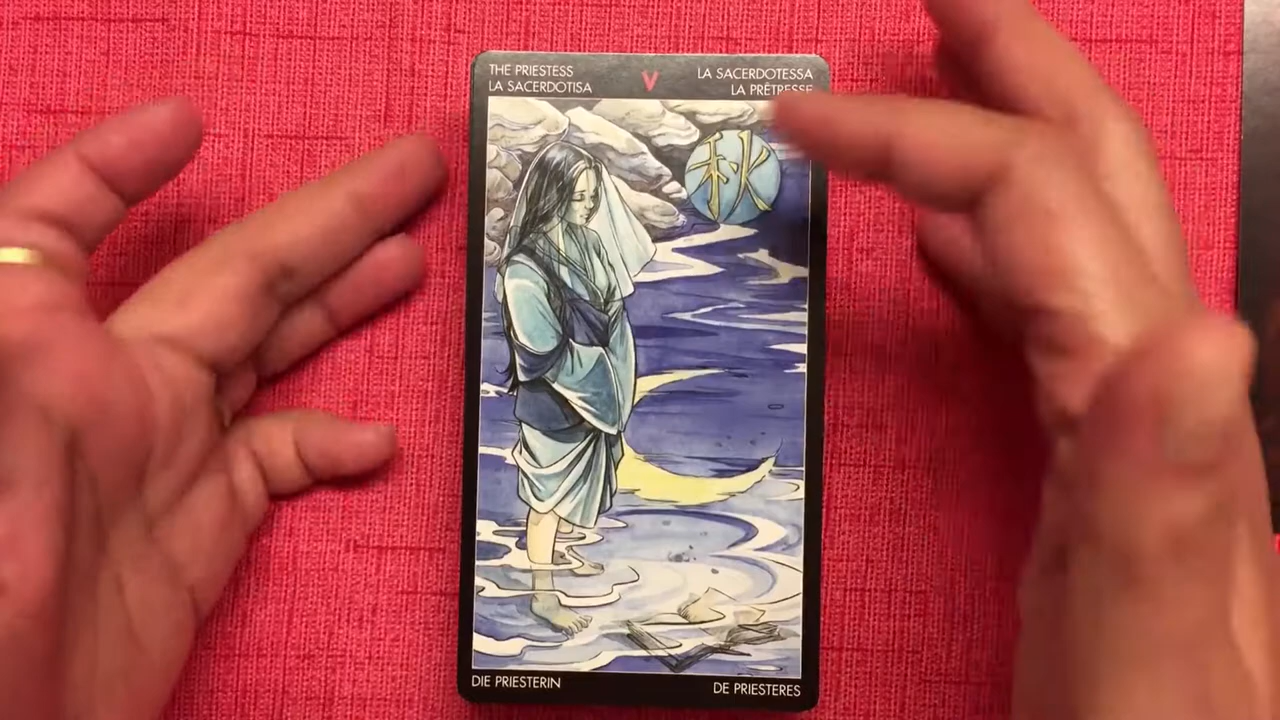 THE PRIESTESS
LA SACERDOTISA
V
LA SACERDOTESSA
LA PRÊTRESSE
秋
DIE PRIESTERIN
DE PRIESTERES